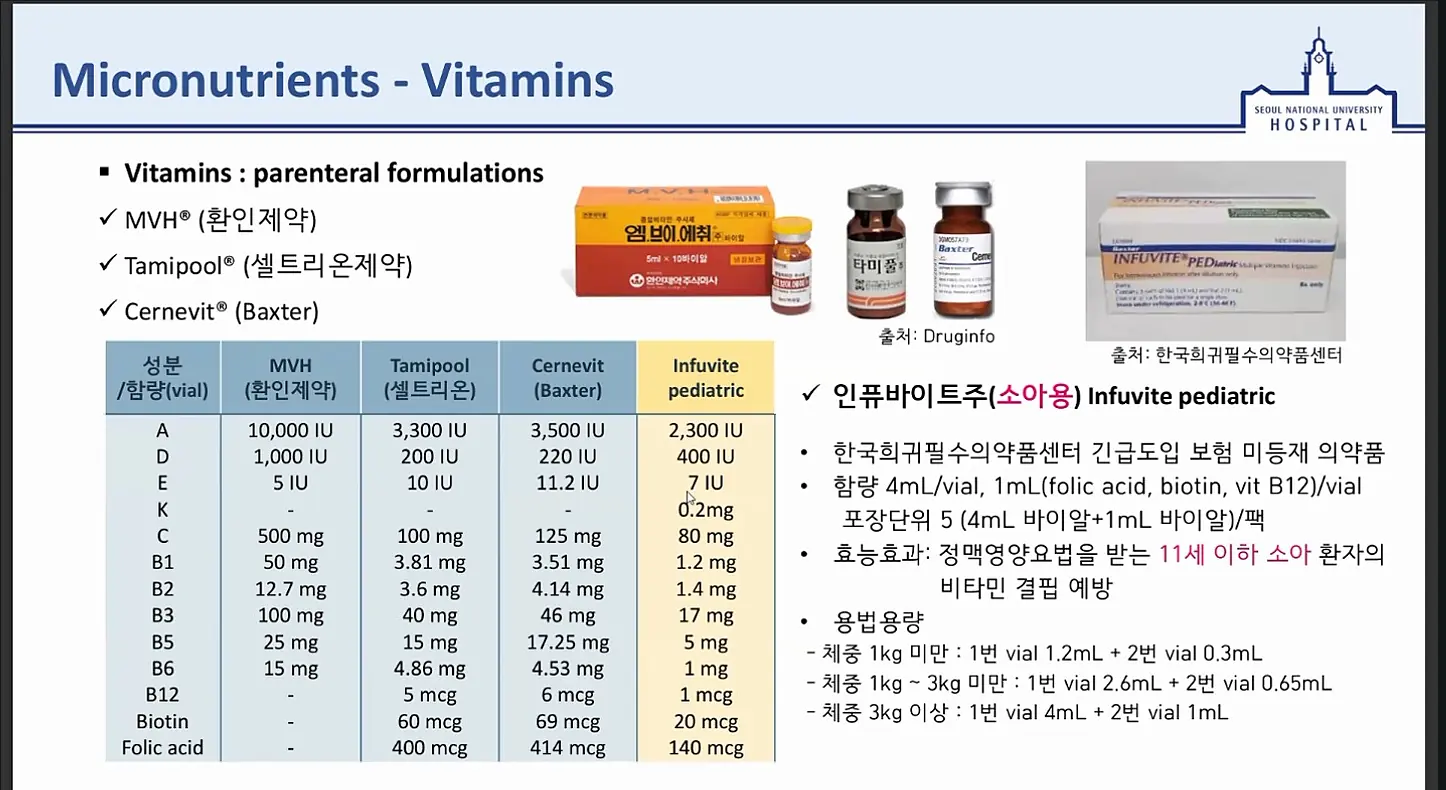 Micronutrients - Vitamins
SEOUL NATIONAL UNIVERSITY
HOSPITAL
▪ Vitamins : parenteral formulations
✓ MVH® (환인제약)
✓ Tamipool® (셀트리온제약)
✓ Cernevit® (Baxter)
M.V.H
엠.브이.에취 주 바이알
5ml × 10바이알
환인제약주식회사
타미풀
Baxter
출처: Druginfo
Baxter
INFUVITE® PEDiatric Multiple Vitamins Injection
Rx only
출처: 한국희귀필수의약품센터
성분/함량(vial) MVH (환인제약) Tamipool (셀트리온) Cernevit (Baxter) Infuvite pediatric
A 10,000 IU 3,300 IU 3,500 IU 2,300 IU
D 1,000 IU 200 IU 220 IU 400 IU
E 5 IU 10 IU 11.2 IU 7 IU
K - - - 0.2mg
C 500 mg 100 mg 125 mg 80 mg
B1 50 mg 3.81 mg 3.51 mg 1.2 mg
B2 12.7 mg 3.6 mg 4.14 mg 1.4 mg
B3 100 mg 40 mg 46 mg 17 mg
B5 25 mg 15 mg 17.25 mg 5 mg
B6 15 mg 4.86 mg 4.53 mg 1 mg
B12 - 5 mcg 6 mcg 1 mcg
Biotin - 60 mcg 69 mcg 20 mcg
Folic acid - 400 mcg 414 mcg 140 mcg
✓ 인퓨바이트주(소아용) Infuvite pediatric
• 한국희귀필수의약품센터 긴급도입 보험 미등재 의약품
• 함량 4mL/vial, 1mL(folic acid, biotin, vit B12)/vial
포장단위 5 (4mL 바이알+1mL 바이알)/팩
• 효능효과: 정맥영양요법을 받는 11세 이하 소아 환자의
비타민 결핍 예방
• 용법용량
- 체중 1kg 미만 : 1번 vial 1.2mL + 2번 vial 0.3mL
- 체중 1kg ~ 3kg 미만 : 1번 vial 2.6mL + 2번 vial 0.65mL
- 체중 3kg 이상 : 1번 vial 4mL + 2번 vial 1mL